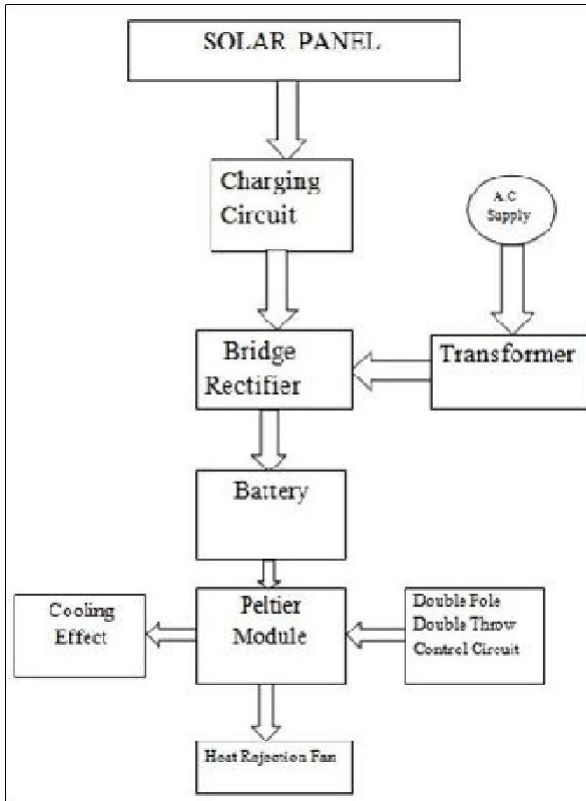 SOLAR PANEL
Charging
Circuit
A.C
Supply
Bridge
Rectifier
Transformer
Battery
Cooling
Effect
Peltier
Module
Double Pole
Double Throw
Control Circuit
Heat Rejection Fan